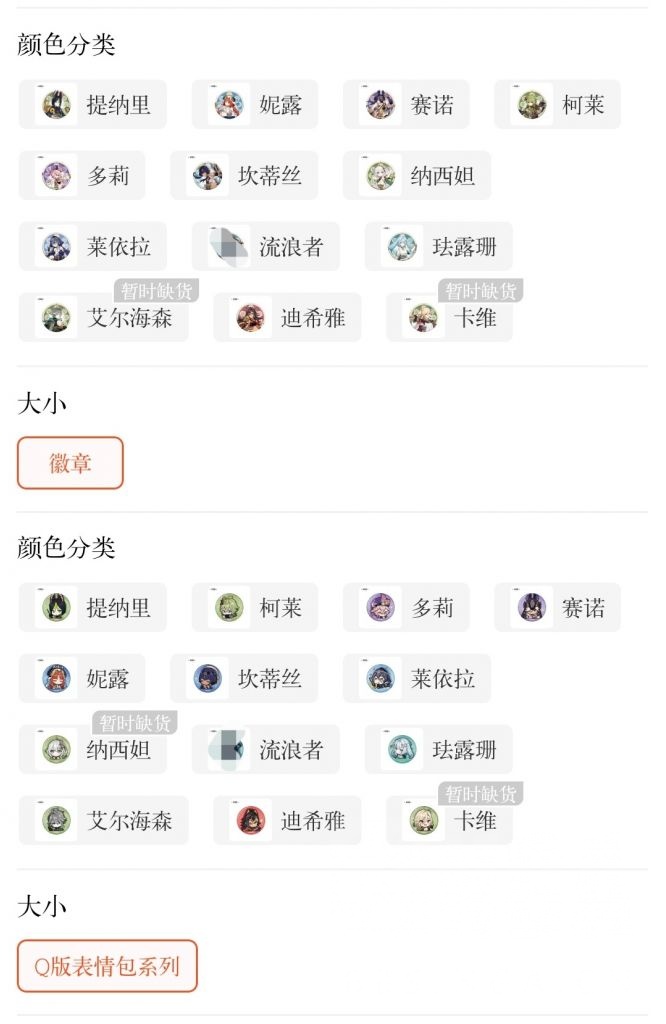 颜色分类
提纳里 妮露 赛诺 柯莱
多莉 坎蒂丝 纳西妲
莱依拉 流浪者 珐露珊
暂时缺货 暂时缺货
艾尔海森 迪希雅 卡维
大小
徽章
颜色分类
提纳里 柯莱 多莉 赛诺
妮露 坎蒂丝 莱依拉
暂时缺货
纳西妲 流浪者 珐露珊
暂时缺货
艾尔海森 迪希雅 卡维
大小
Q版表情包系列